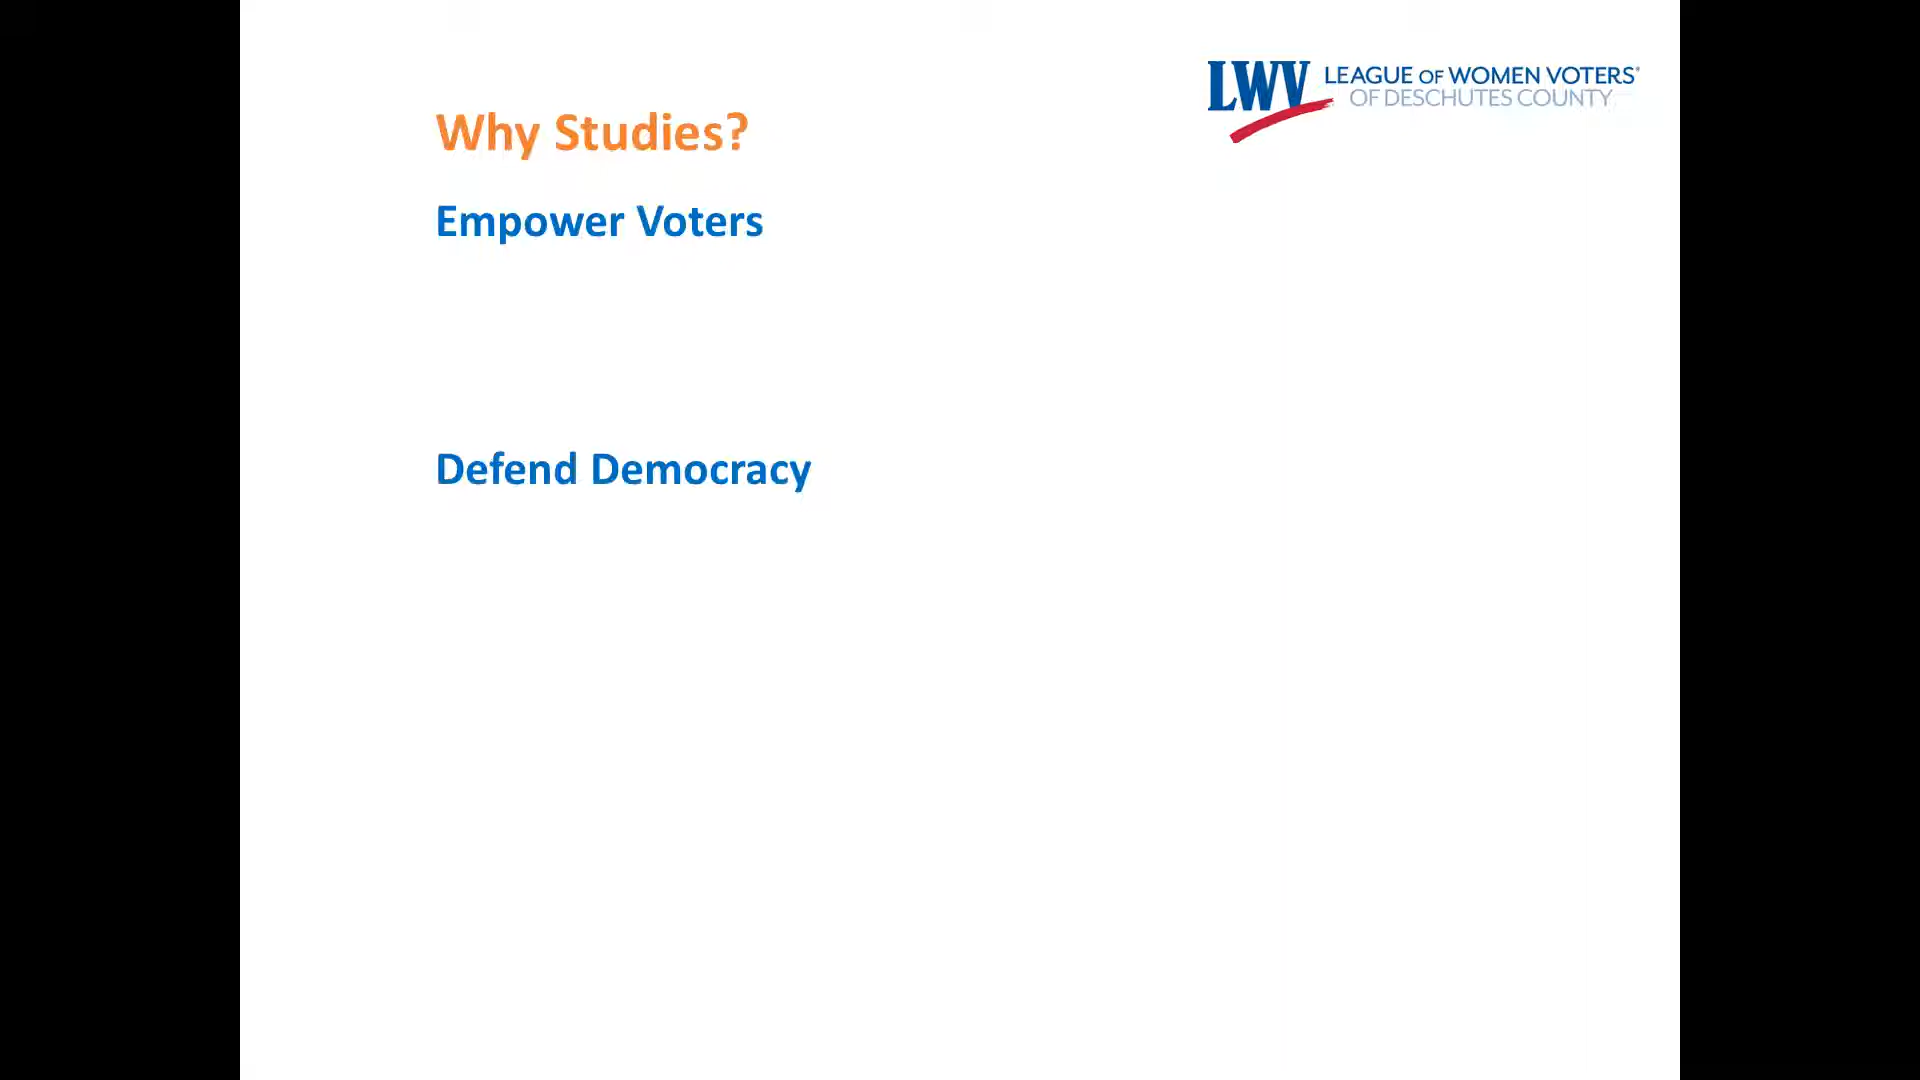 LWV LEAGUE OF WOMEN VOTERS®
OF DESCHUTES COUNTY
Why Studies?
Empower Voters
Defend Democracy